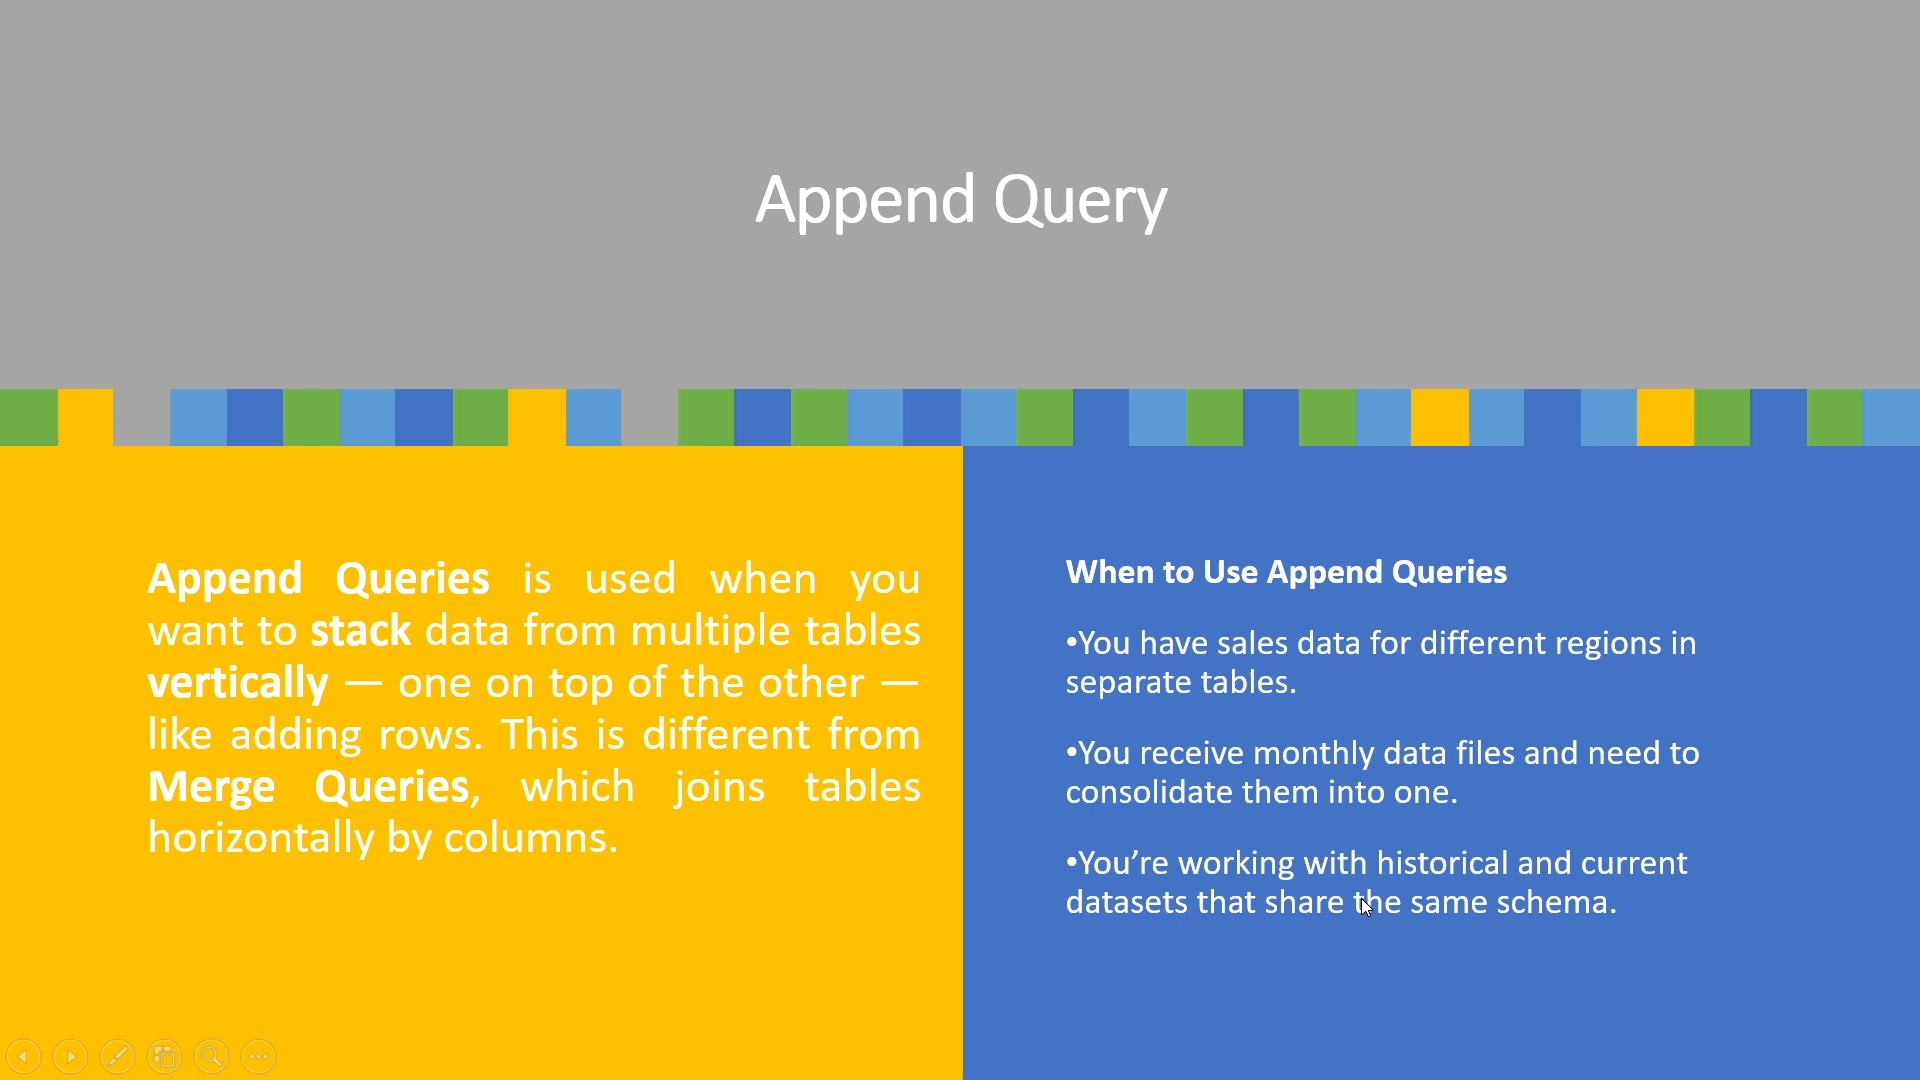 Append Query
Append Queries is used when you
want to stack data from multiple tables
vertically — one on top of the other —
like adding rows. This is different from
Merge Queries, which joins tables
horizontally by columns.
When to Use Append Queries
•You have sales data for different regions in
separate tables.
•You receive monthly data files and need to
consolidate them into one.
•You’re working with historical and current
datasets that share the same schema.